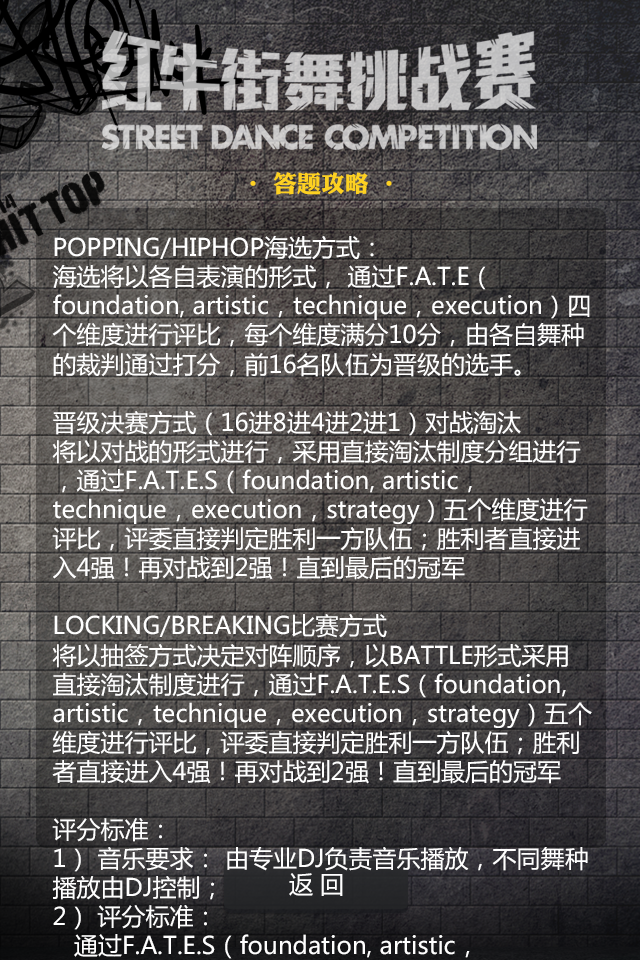 红牛街舞挑战赛
STREET DANCE COMPETITION
· 答题攻略 ·
HIT TOP
POPPING/HIPHOP海选方式：
海选将以各自表演的形式， 通过F.A.T.E（
foundation, artistic，technique，execution）四
个维度进行评比，每个维度满分10分，由各自舞种
的裁判通过打分，前16名队伍为晋级的选手。
晋级决赛方式（16进8进4进2进1）对战淘汰
将以对战的形式进行，采用直接淘汰制度分组进行
，通过F.A.T.E.S（foundation, artistic，
technique，execution，strategy）五个维度进行
评比，评委直接判定胜利一方队伍；胜利者直接进
入4强！再对战到2强！直到最后的冠军
LOCKING/BREAKING比赛方式
将以抽签方式决定对阵顺序，以BATTLE形式采用
直接淘汰制度进行，通过F.A.T.E.S（foundation,
artistic，technique，execution，strategy）五个
维度进行评比，评委直接判定胜利一方队伍；胜利
者直接进入4强！再对战到2强！直到最后的冠军
评分标准：
1） 音乐要求： 由专业DJ负责音乐播放，不同舞种
播放由DJ控制；
返 回
2） 评分标准：
通过F.A.T.E.S（foundation, artistic，